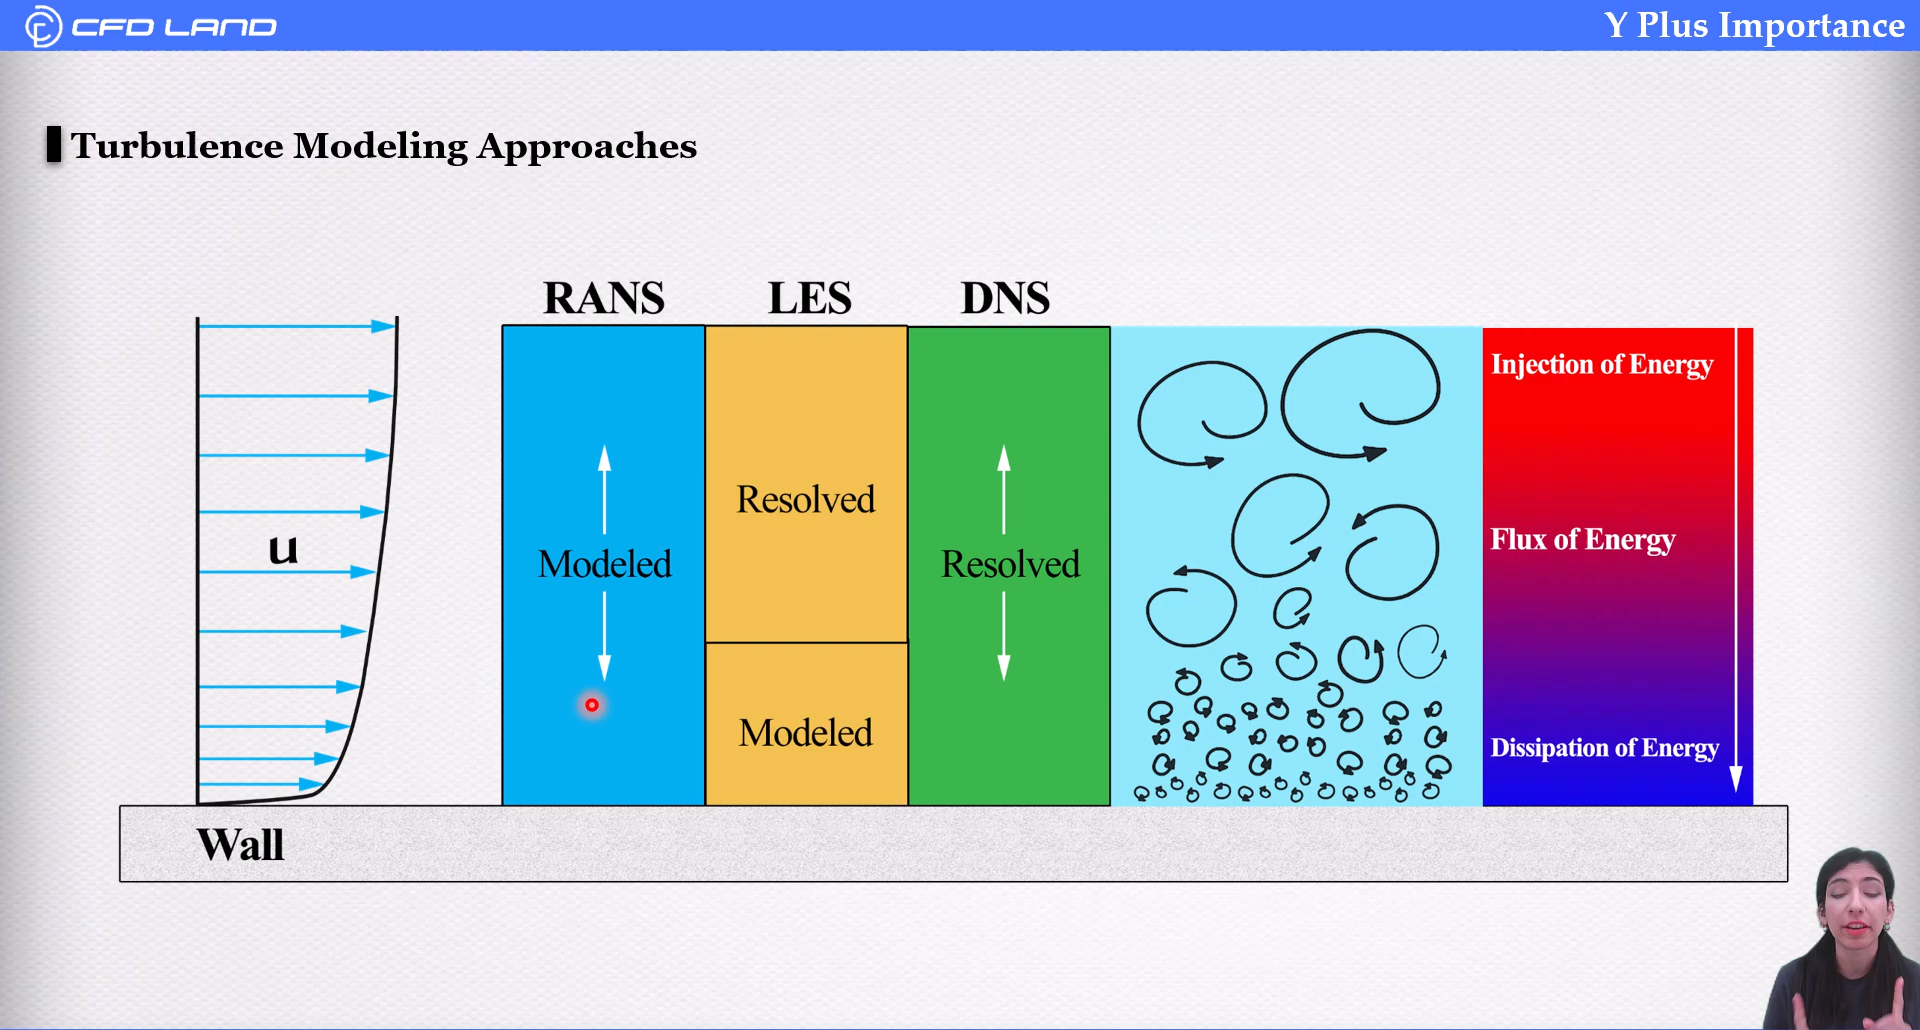 CFD LAND
Y Plus Importance
Turbulence Modeling Approaches
RANS
LES
DNS
u
Modeled
Resolved
Modeled
Resolved
Injection of Energy
Flux of Energy
Dissipation of Energy
Wall